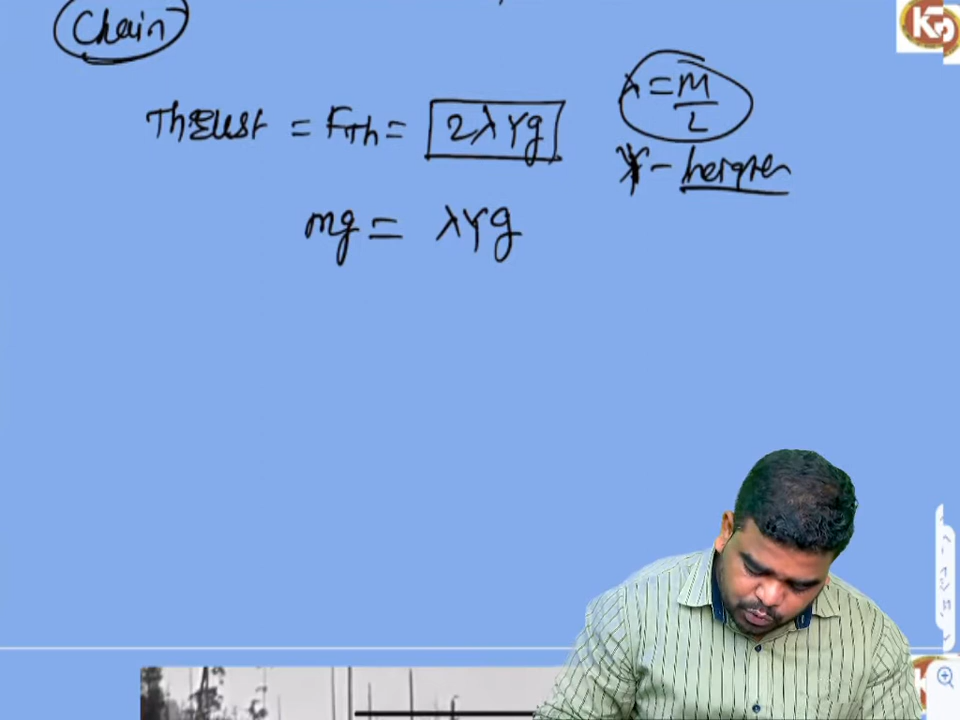 Chain
Thrust = FTh = 2λYg
λ = M/L
Y - height
mg = λYg